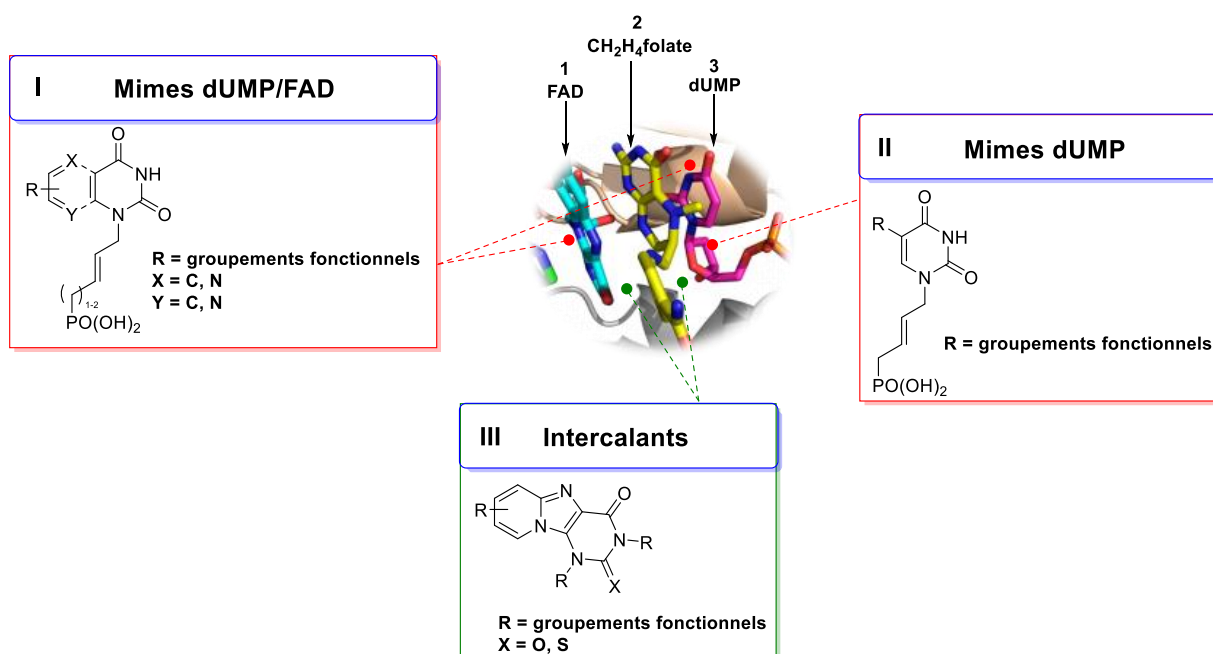 2
CH₂H₄folate
1
FAD
3
dUMP
I Mimes dUMP/FAD
O
X
NH
R
Y
N
O
R = groupements fonctionnels
X = C, N
Y = C, N
( )1-2
PO(OH)₂
II Mimes dUMP
R
O
NH
N
O
R = groupements fonctionnels
PO(OH)₂
III Intercalants
N
O
R
N
N
R
N
R
X
R = groupements fonctionnels
X = O, S